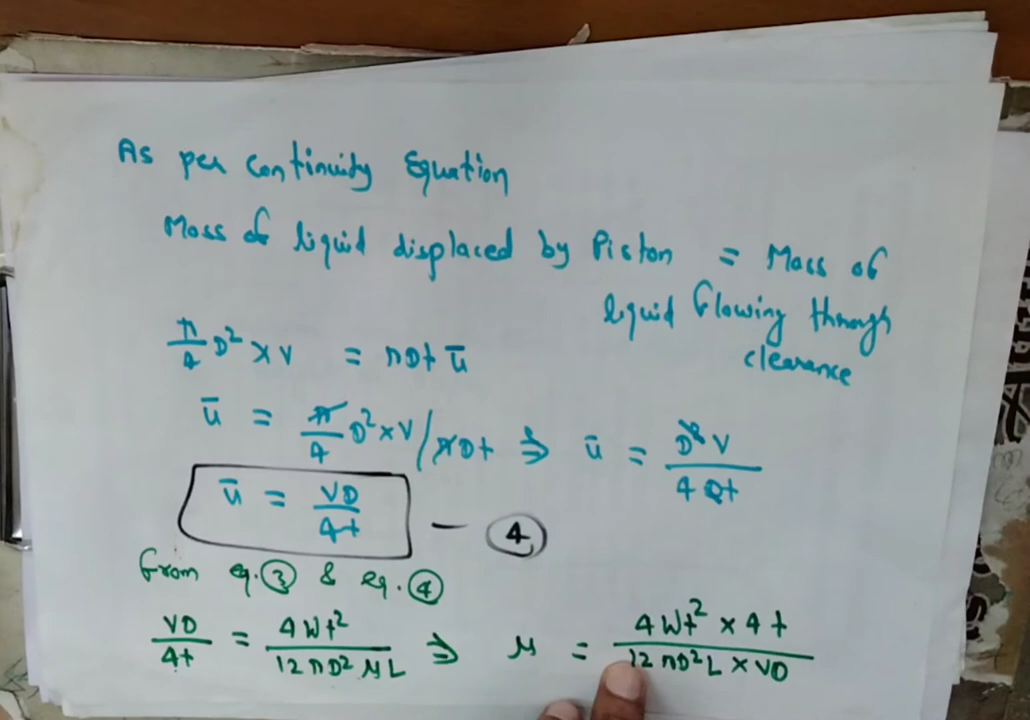 As per Continuity Equation
Mass of liquid displaced by Piston = Mass of
liquid flowing through
clearance
π/4 D² × V = πDt ū
ū = π/4 D² × V / πDt ⇒ ū = D² V / 4 Dt
ū = VD / 4t — ④
from eq. ③ & eq. ④
VD / 4t = 4Wt² / 12πD² μL ⇒ μ = 4Wt² × 4t / 12πD²L × VD